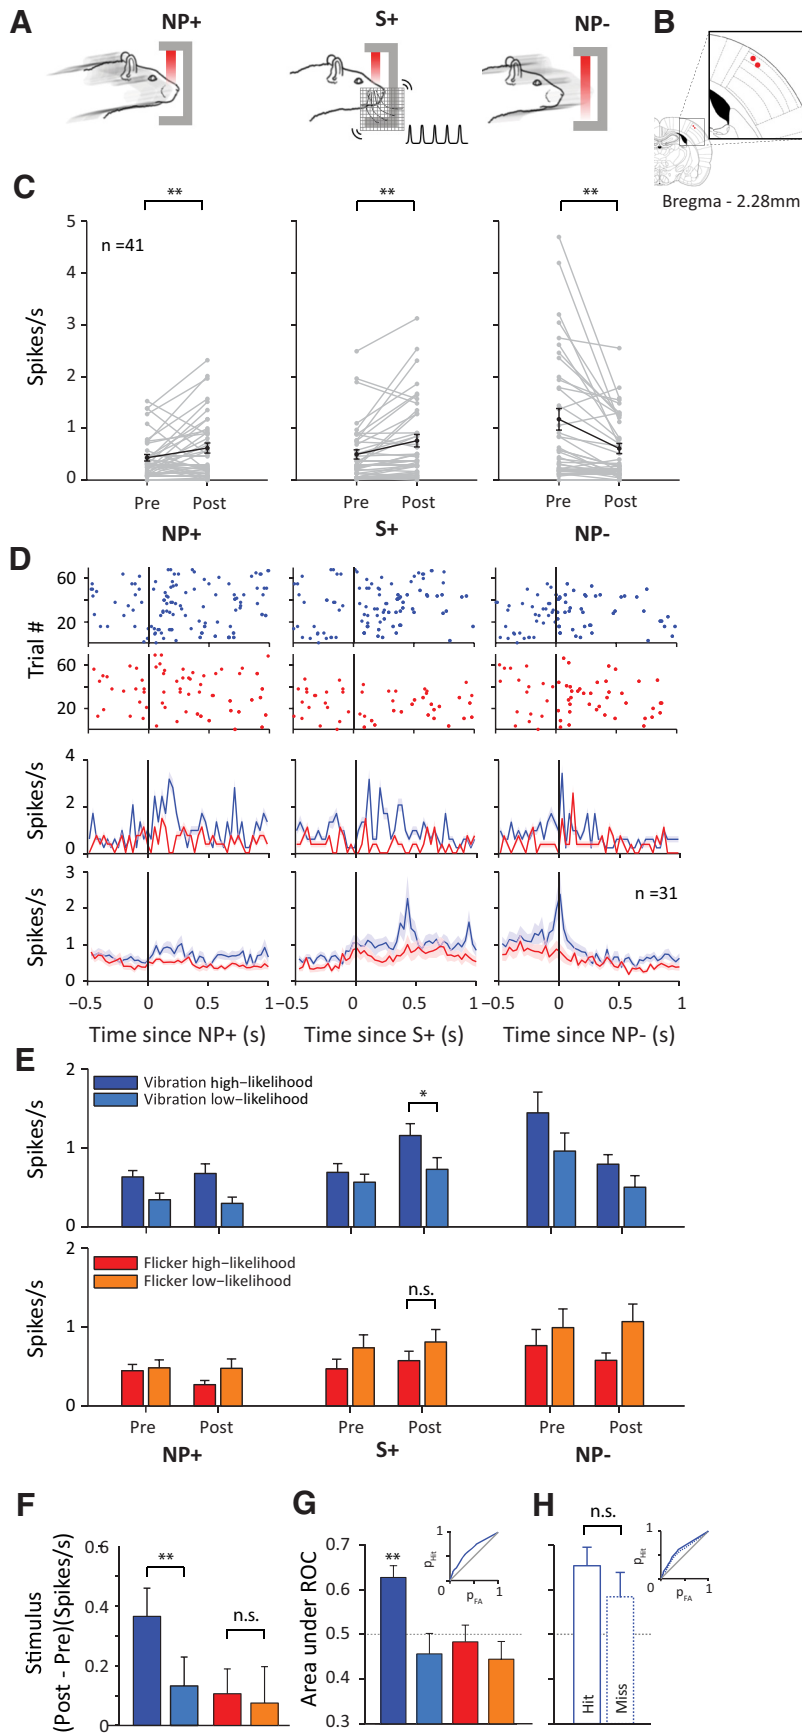 A
NP+
S+
NP-
B
Bregma - 2.28mm
C
**
**
**
5
4
3
2
1
0
Spikes/s
n =41
Pre
Post
Pre
Post
Pre
Post
NP+
S+
NP-
D
60
20
60
20
Trial #
4
2
0
Spikes/s
3
2
1
0
Spikes/s
n =31
−0.5
0
0.5
1
−0.5
0
0.5
1
−0.5
0
0.5
1
Time since NP+ (s)
Time since S+ (s)
Time since NP- (s)
E
2
1
0
Spikes/s
Vibration high−likelihood
Vibration low−likelihood
*
2
1
0
Spikes/s
Flicker high−likelihood
Flicker low−likelihood
n.s.
Pre
Post
Pre
Post
Pre
Post
NP+
S+
NP-
F
0.6
0.4
0.2
0
Stimulus
(Post - Pre)(Spikes/s)
**
n.s.
G
0.7
0.6
0.5
0.4
0.3
Area under ROC
**
1
0
1
pHit
pFA
H
n.s.
Hit
Miss
1
0
1
pHit
pFA